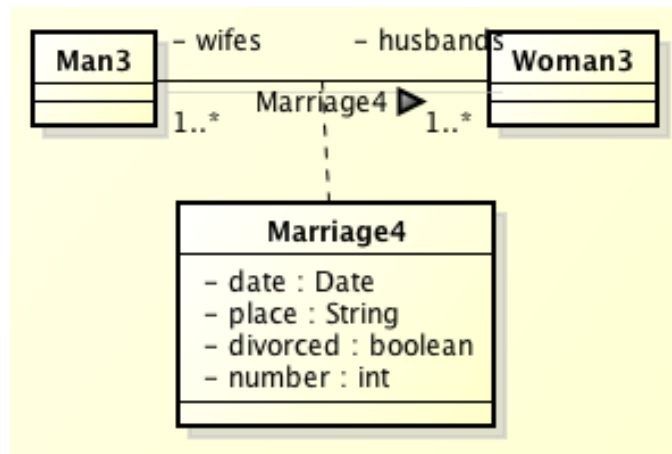 – wifes – husbands
Man3 Woman3
Marriage4
1..* 1..*
Marriage4
– date : Date
– place : String
– divorced : boolean
– number : int